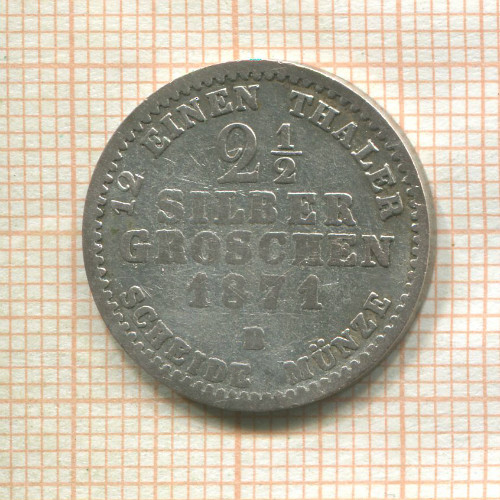 12 EINEN THALER
2 1/2
SILBER
GROSCHEN
1871
B
SCHEIDE MÜNZE